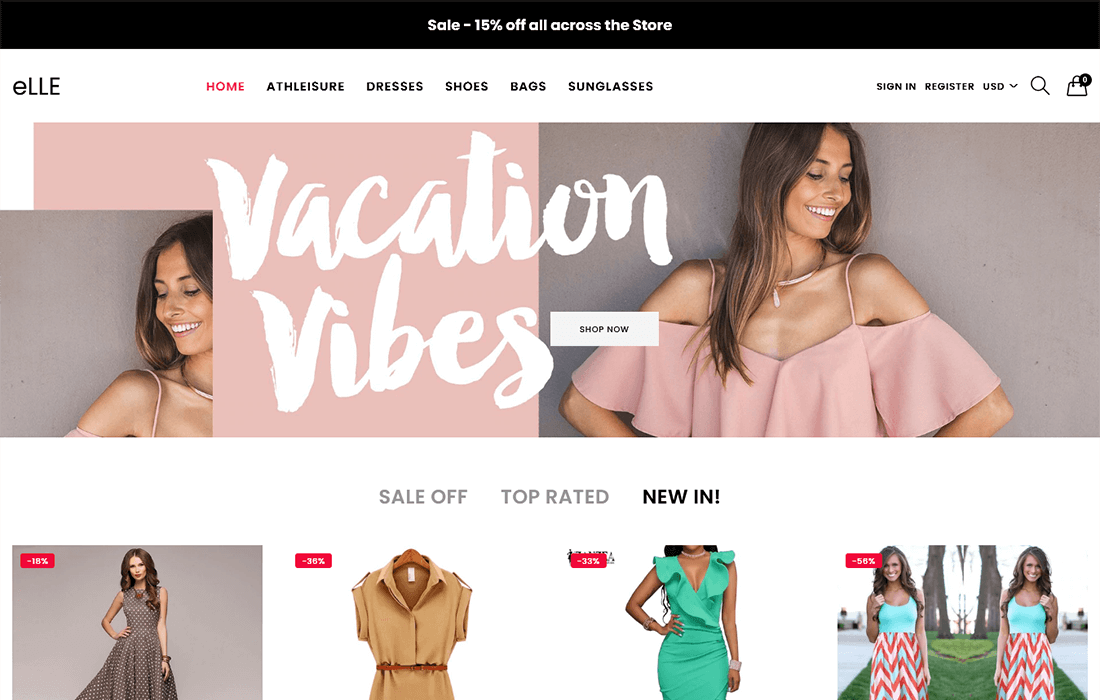 Sale - 15% off all across the Store
eLLE
HOME ATHLEISURE DRESSES SHOES BAGS SUNGLASSES
SIGN IN REGISTER USD
0
Vacation
Vibes
SHOP NOW
SALE OFF TOP RATED NEW IN!
-18%
-36%
-33%
-56%